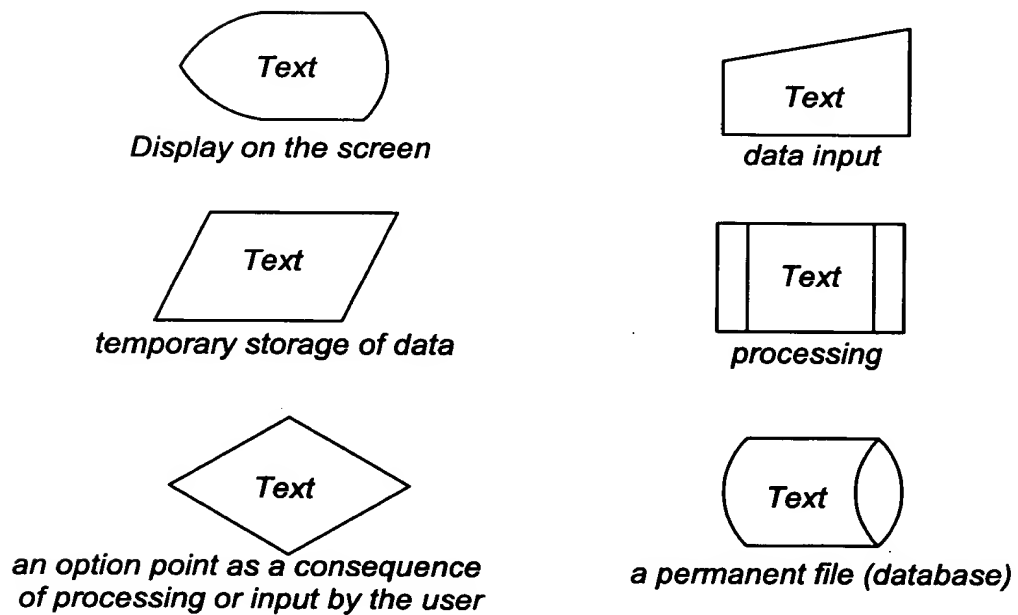 Text
Display on the screen
Text
data input
Text
temporary storage of data
Text
processing
Text
an option point as a consequence
of processing or input by the user
Text
a permanent file (database)